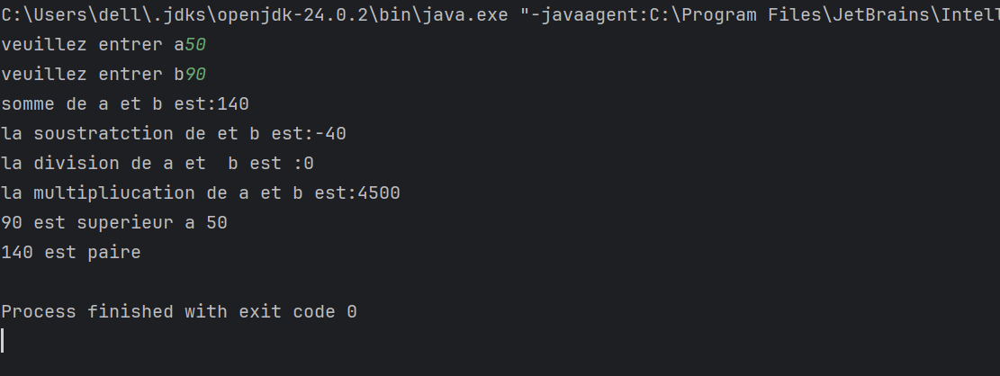 C:\Users\dell\.jdks\openjdk-24.0.2\bin\java.exe "-javaagent:C:\Program Files\JetBrains\Intell
veuillez entrer a50
veuillez entrer b90
somme de a et b est:140
la soustratction de et b est:-40
la division de a et  b est :0
la multipliucation de a et b est:4500
90 est superieur a 50
140 est paire
Process finished with exit code 0